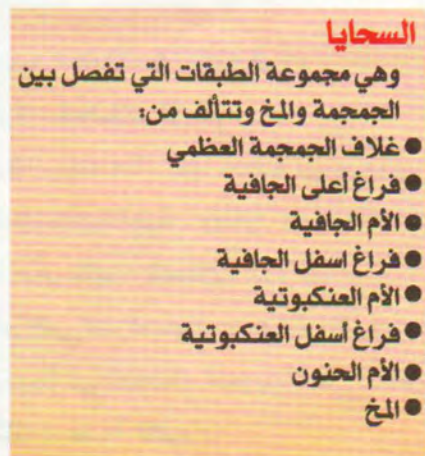 السحايا
وهي مجموعة الطبقات التي تفصل بين
الجمجمة والمخ وتتألف من:
● غلاف الجمجمة العظمي
● فراغ أعلى الجافية
● الأم الجافية
● فراغ اسفل الجافية
● الأم العنكبوتية
● فراغ أسفل العنكبوتية
● الأم الحنون
● المخ